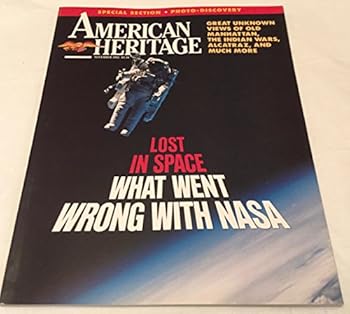 SPECIAL SECTION • PHOTO-DISCOVERY
AMERICAN
HERITAGE
GREAT UNKNOWN
VIEWS OF OLD
MANHATTAN,
THE INDIAN WARS,
ALCATRAZ, AND
MUCH MORE
NOVEMBER
LOST
IN SPACE
WHAT WENT
WRONG WITH NASA